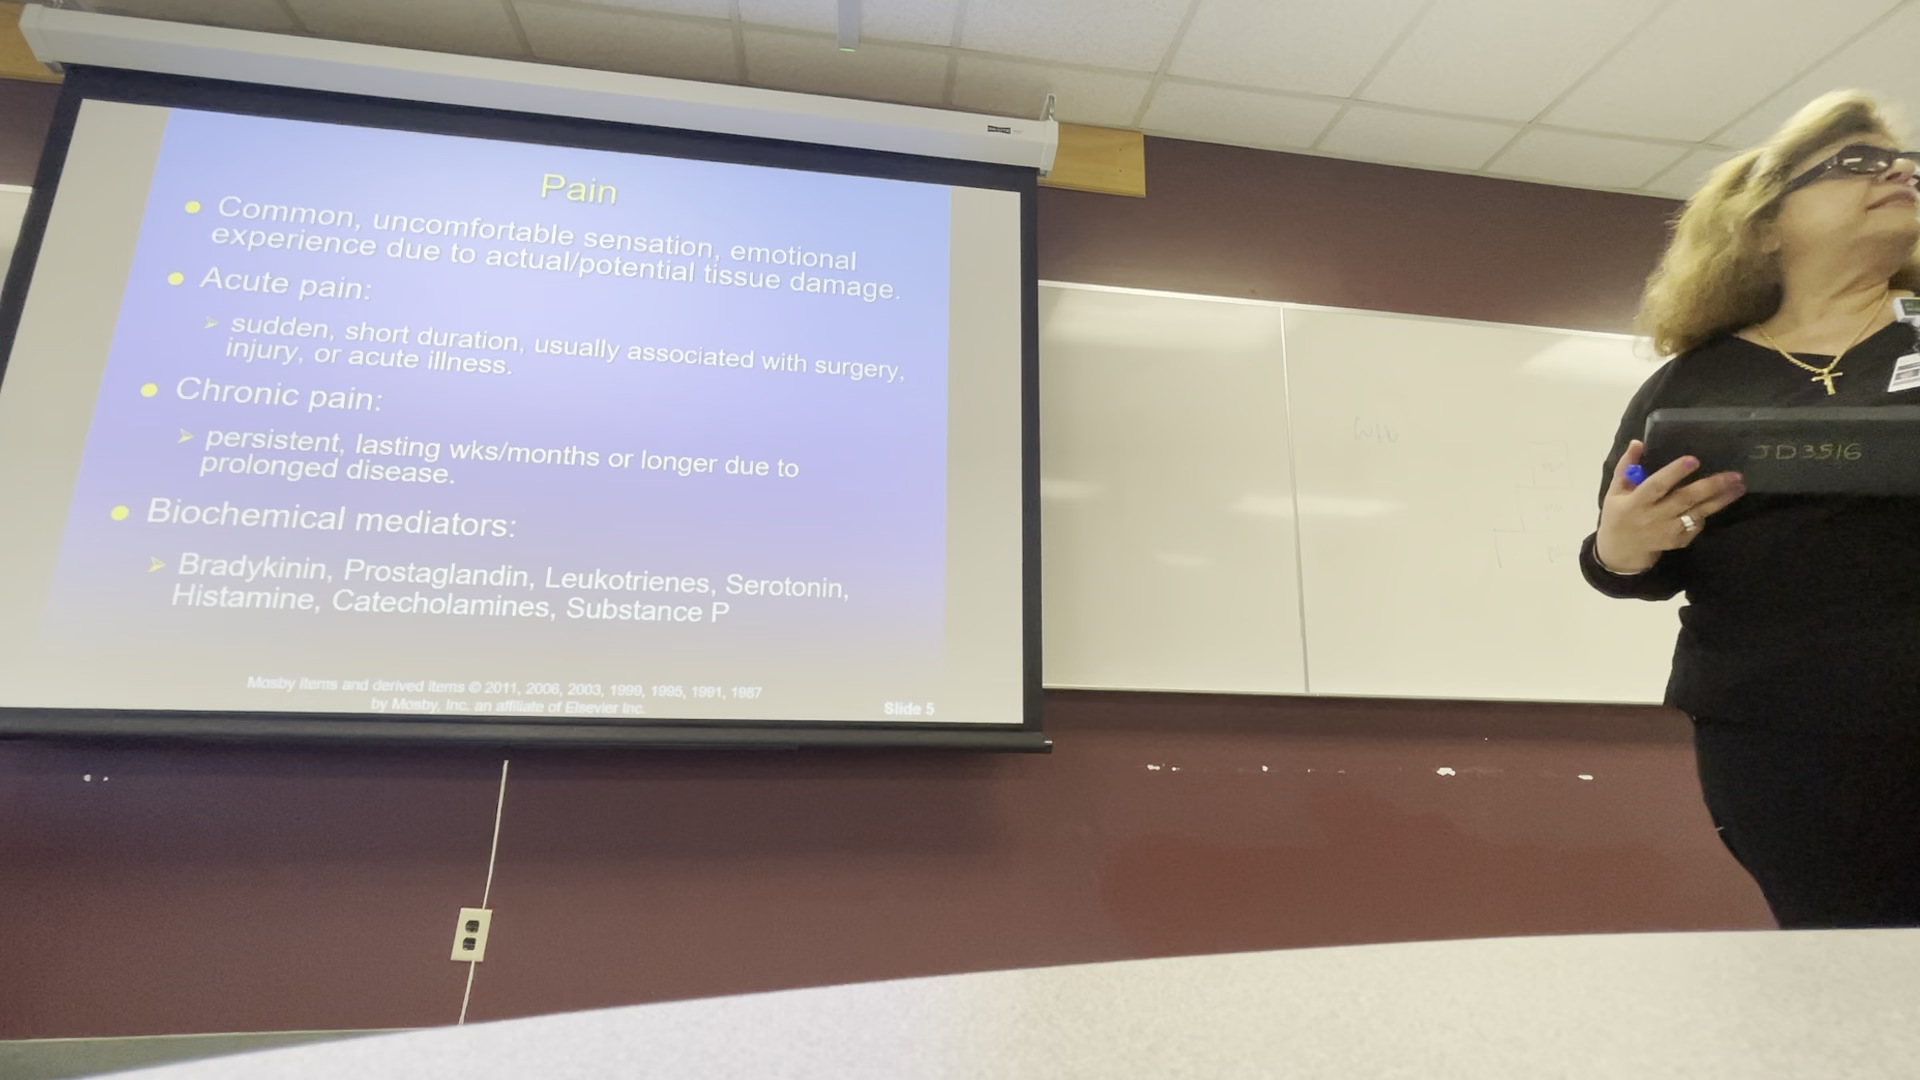 Pain
Common, uncomfortable sensation, emotional
experience due to actual/potential tissue damage.
Acute pain:
sudden, short duration, usually associated with surgery,
injury, or acute illness.
Chronic pain:
persistent, lasting wks/months or longer due to
prolonged disease.
Biochemical mediators:
Bradykinin, Prostaglandin, Leukotrienes, Serotonin,
Histamine, Catecholamines, Substance P
Mosby items and derived items © 2011, 2006, 2003, 1999, 1995, 1991, 1987
by Mosby, Inc. an affiliate of Elsevier Inc.
Slide 5
JD3516